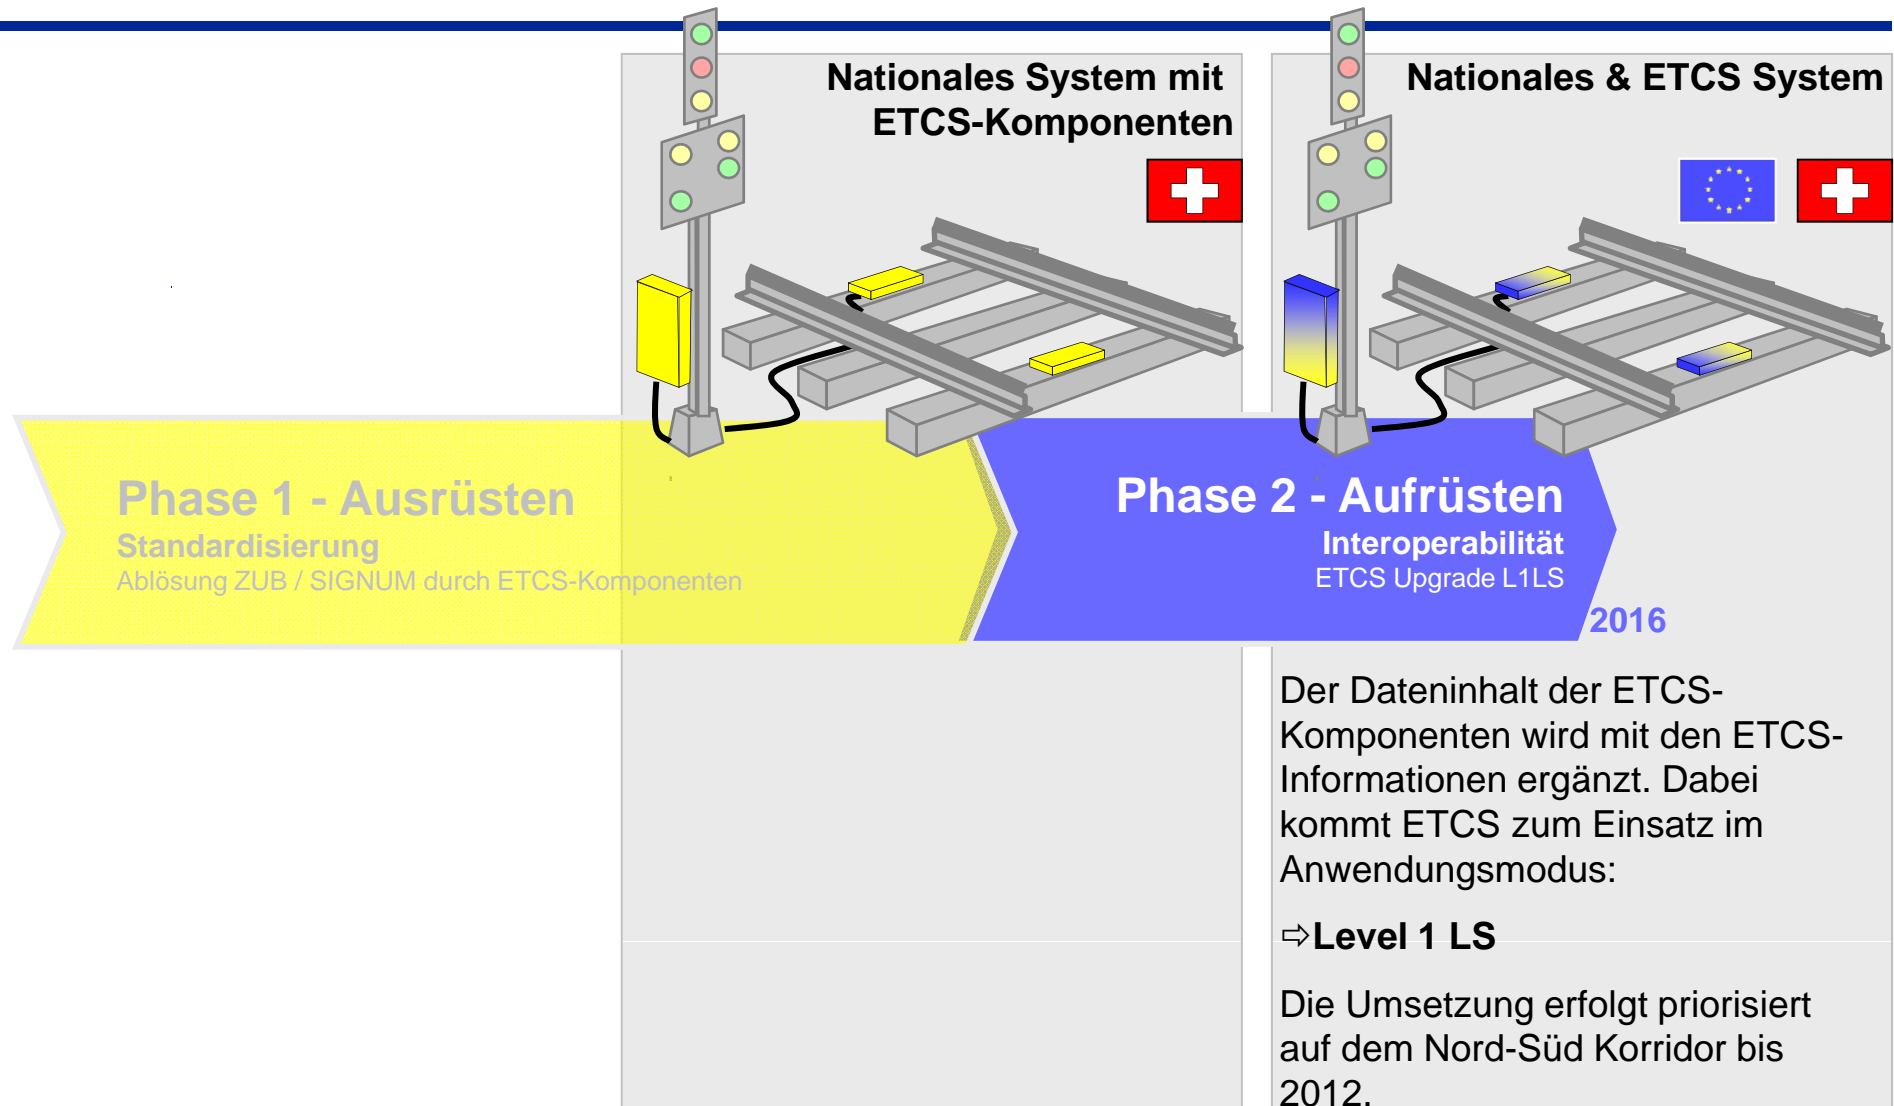 Nationales System mit
ETCS-Komponenten
Nationales & ETCS System
Phase 1 - Ausrüsten
Standardisierung
Ablösung ZUB / SIGNUM durch ETCS-Komponenten
Phase 2 - Aufrüsten
Interoperabilität
ETCS Upgrade L1LS
2016
Der Dateninhalt der ETCS-
Komponenten wird mit den ETCS-
Informationen ergänzt. Dabei
kommt ETCS zum Einsatz im
Anwendungsmodus:
⇨Level 1 LS
Die Umsetzung erfolgt priorisiert
auf dem Nord-Süd Korridor bis
2012.